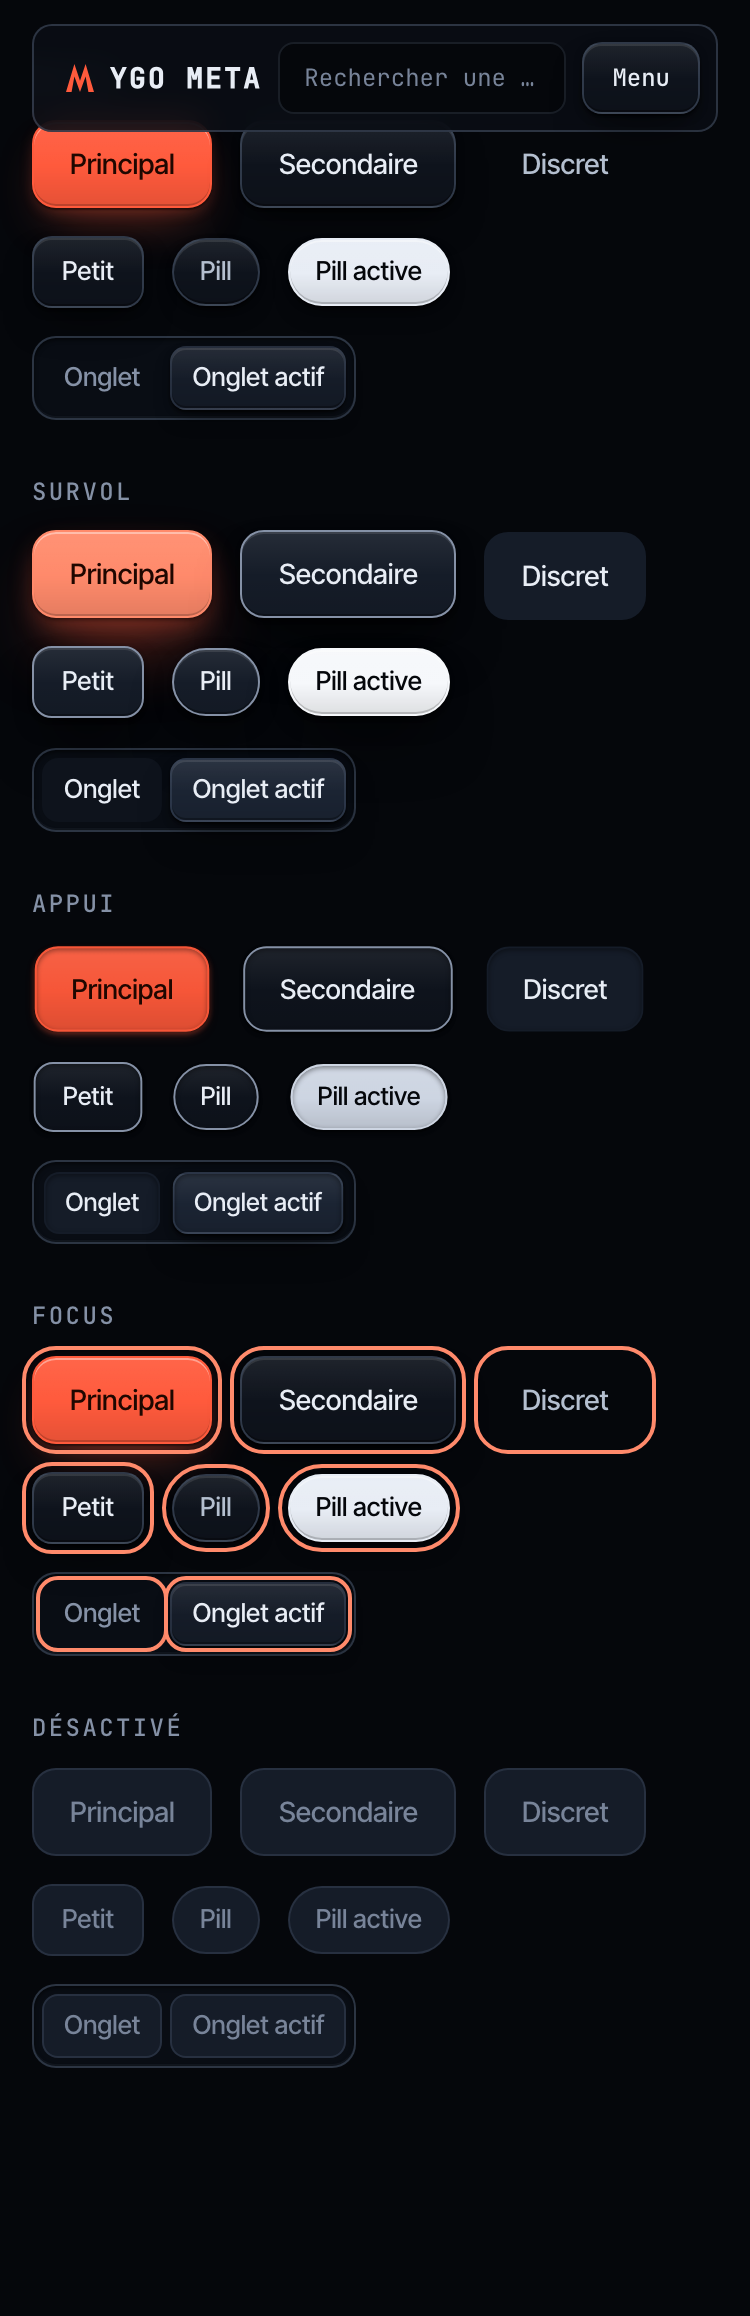 YGO META Rechercher une … Menu
Principal Secondaire Discret
Petit Pill Pill active
Onglet Onglet actif
SURVOL
Principal Secondaire Discret
Petit Pill Pill active
Onglet Onglet actif
APPUI
Principal Secondaire Discret
Petit Pill Pill active
Onglet Onglet actif
FOCUS
Principal Secondaire Discret
Petit Pill Pill active
Onglet Onglet actif
DÉSACTIVÉ
Principal Secondaire Discret
Petit Pill Pill active
Onglet Onglet actif